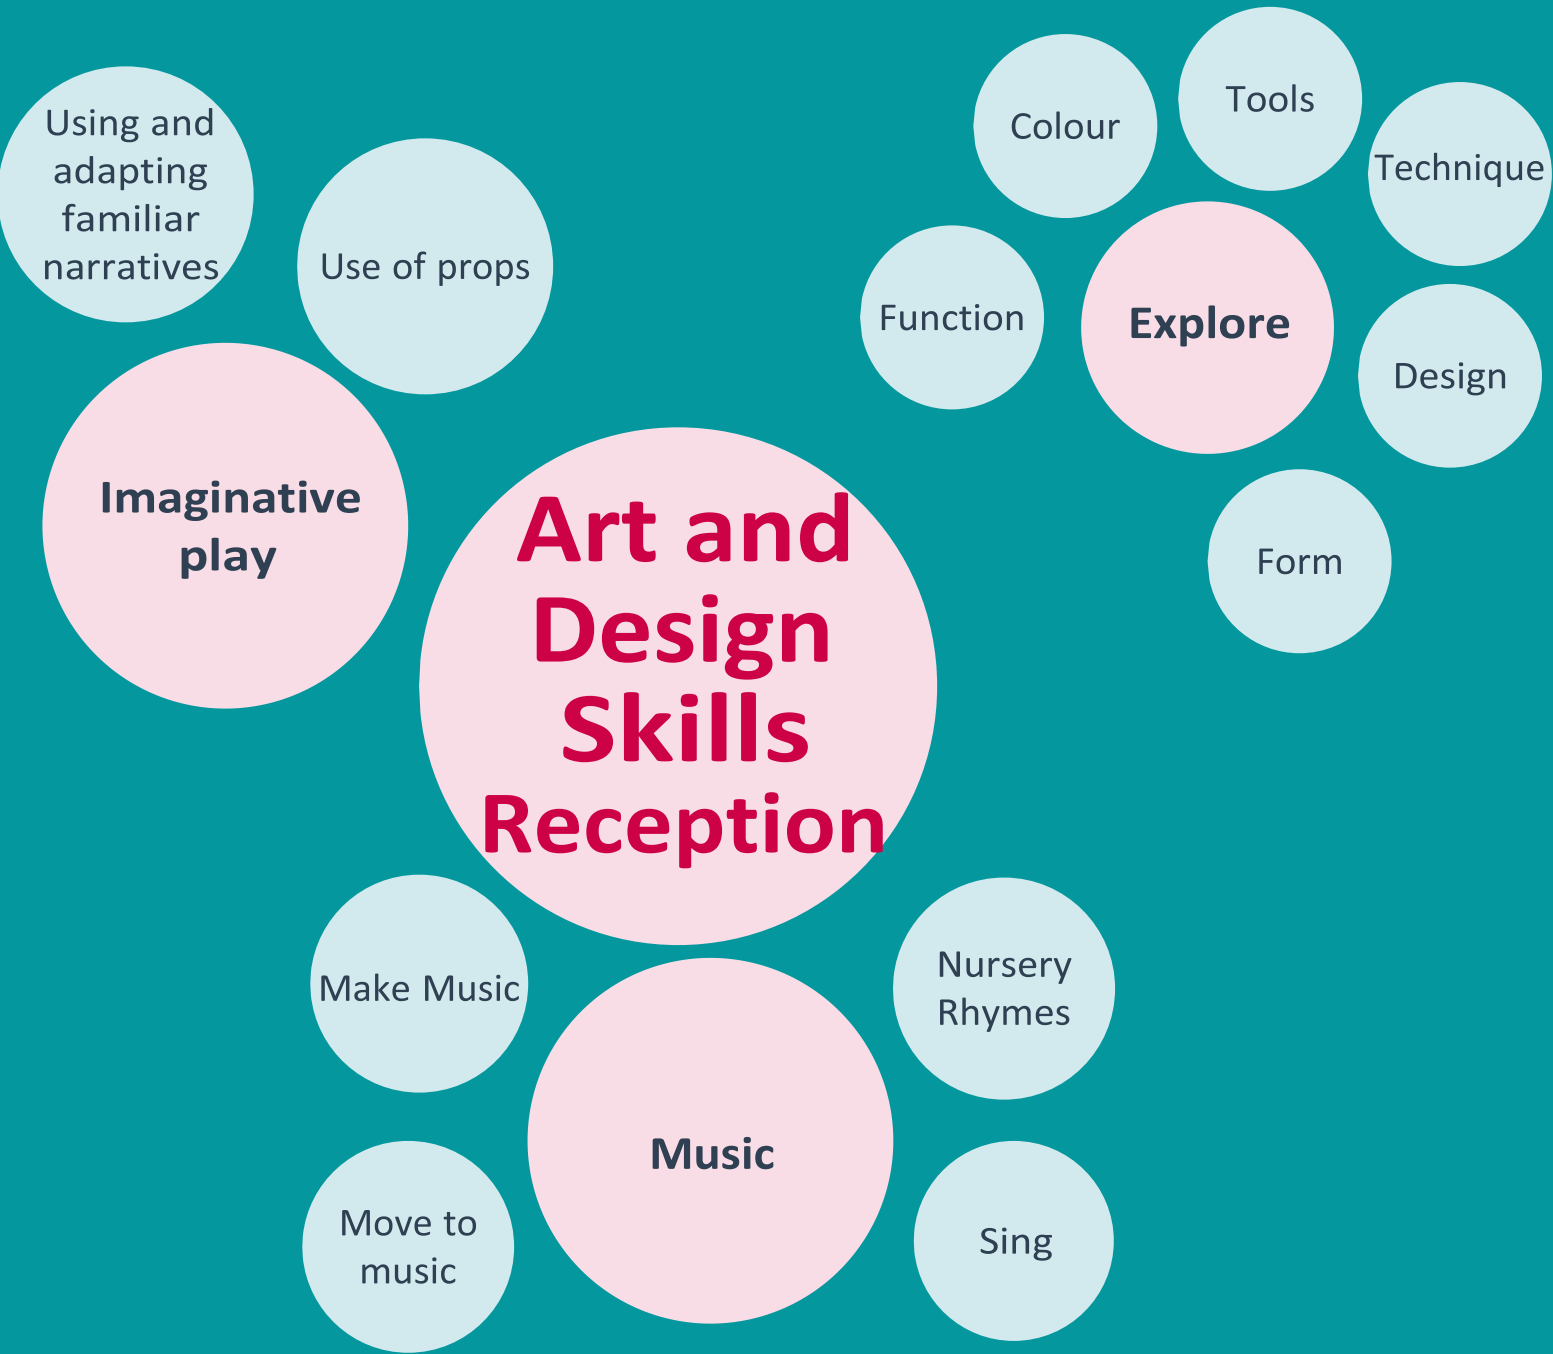 Using and
adapting
familiar
narratives
Use of props
Imaginative
play
Colour
Tools
Technique
Function
Explore
Design
Form
Art and
Design
Skills
Reception
Make Music
Nursery
Rhymes
Music
Move to
music
Sing